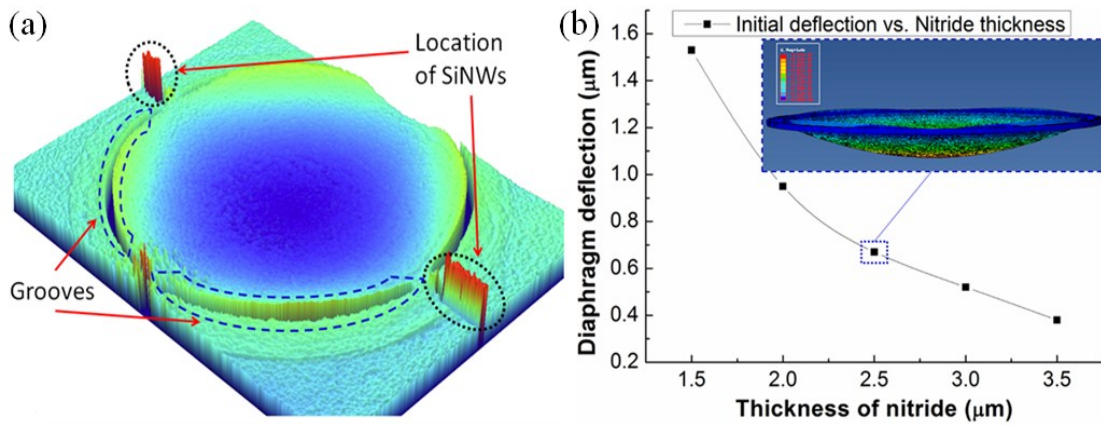 (a)
Location
of SiNWs
Grooves
(b)
Initial deflection vs. Nitride thickness
Diaphragm deflection (μm)
1.6
1.4
1.2
1.0
0.8
0.6
0.4
0.2
1.5
2.0
2.5
3.0
3.5
Thickness of nitride (μm)